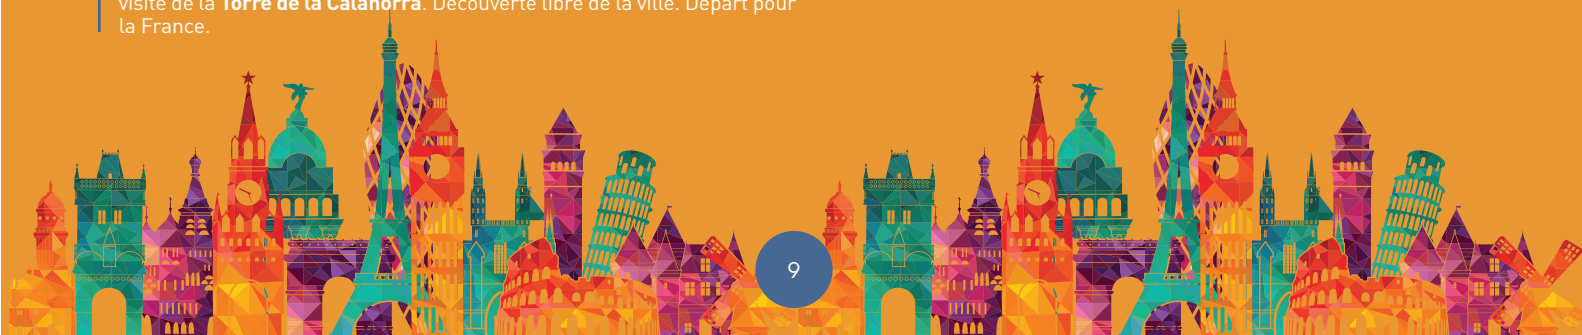 visite de la Torre de la Calahorra. Découverte libre de la ville. Départ pour
la France.
9